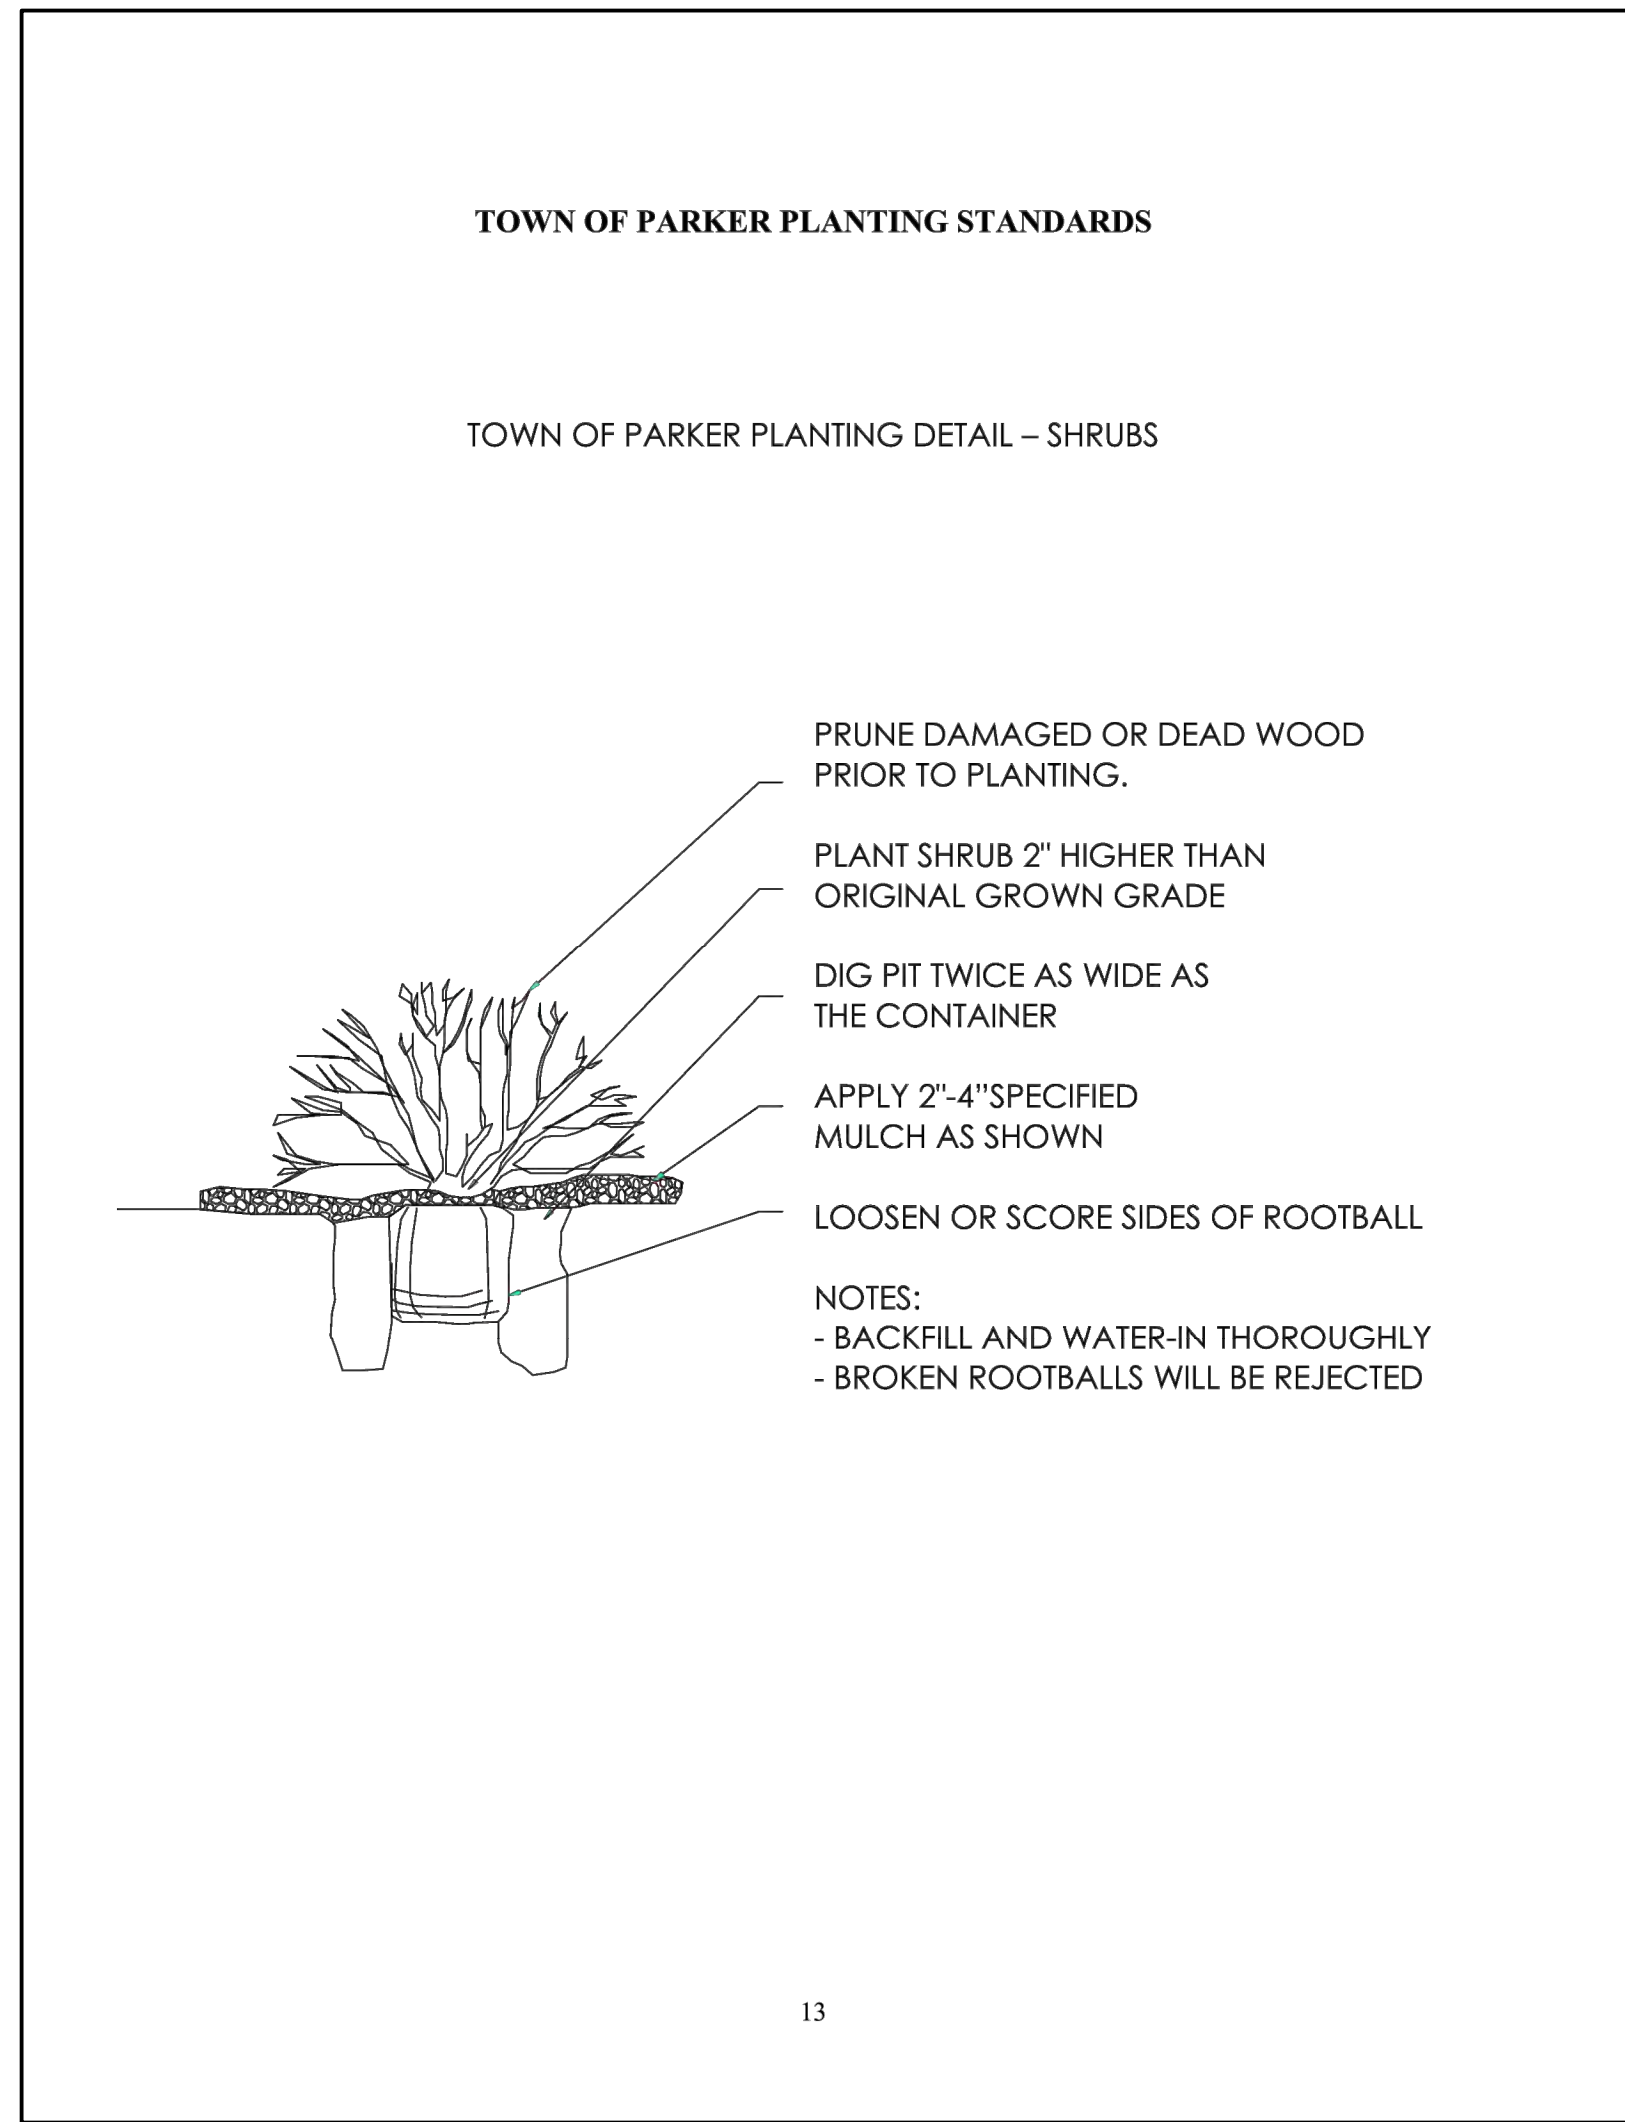 TOWN OF PARKER PLANTING STANDARDS
TOWN OF PARKER PLANTING DETAIL – SHRUBS
PRUNE DAMAGED OR DEAD WOOD
PRIOR TO PLANTING.
PLANT SHRUB 2" HIGHER THAN
ORIGINAL GROWN GRADE
DIG PIT TWICE AS WIDE AS
THE CONTAINER
APPLY 2"-4”SPECIFIED
MULCH AS SHOWN
LOOSEN OR SCORE SIDES OF ROOTBALL
NOTES:
- BACKFILL AND WATER-IN THOROUGHLY
- BROKEN ROOTBALLS WILL BE REJECTED
13